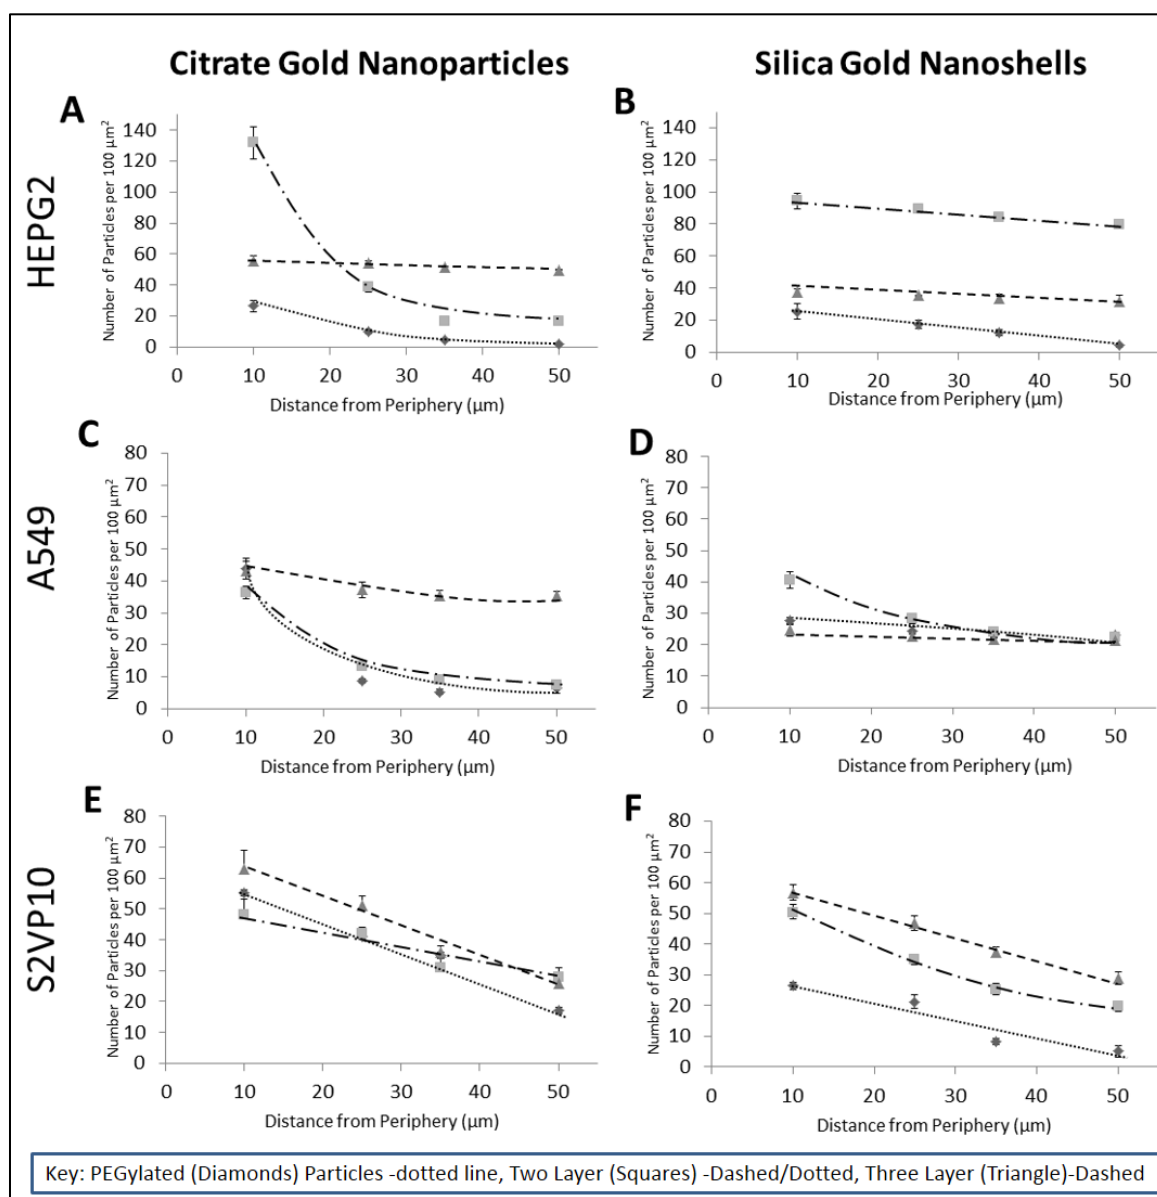 Citrate Gold Nanoparticles
Silica Gold Nanoshells
HEPG2
A
Number of Particles per 100 µm²
140
120
100
80
60
40
20
0
0 10 20 30 40 50
Distance from Periphery (µm)
B
Number of Particles per 100 µm²
140
120
100
80
60
40
20
0
0 10 20 30 40 50
Distance from Periphery (µm)
A549
C
Number of Particles per 100 µm²
80
70
60
50
40
30
20
10
0
0 10 20 30 40 50
Distance from Periphery (µm)
D
Number of Particles per 100 µm²
80
70
60
50
40
30
20
10
0
0 10 20 30 40 50
Distance from Periphery (µm)
S2VP10
E
Number of Particles per 100 µm²
80
70
60
50
40
30
20
10
0
0 10 20 30 40 50
Distance from Periphery (µm)
F
Number of Particles per 100 µm²
80
70
60
50
40
30
20
10
0
0 10 20 30 40 50
Distance from Periphery (µm)
Key: PEGylated (Diamonds) Particles -dotted line, Two Layer (Squares) -Dashed/Dotted, Three Layer (Triangle)-Dashed